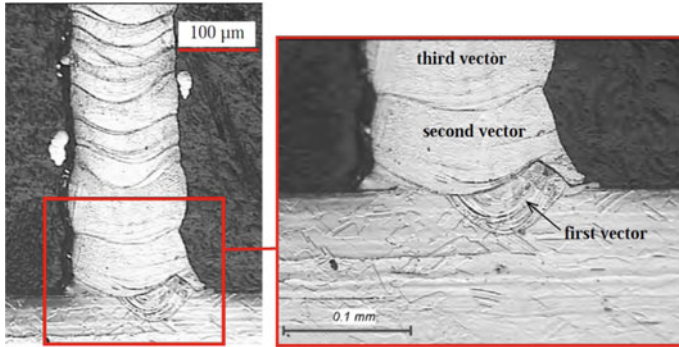 100 µm
third vector
second vector
first vector
0.1 mm